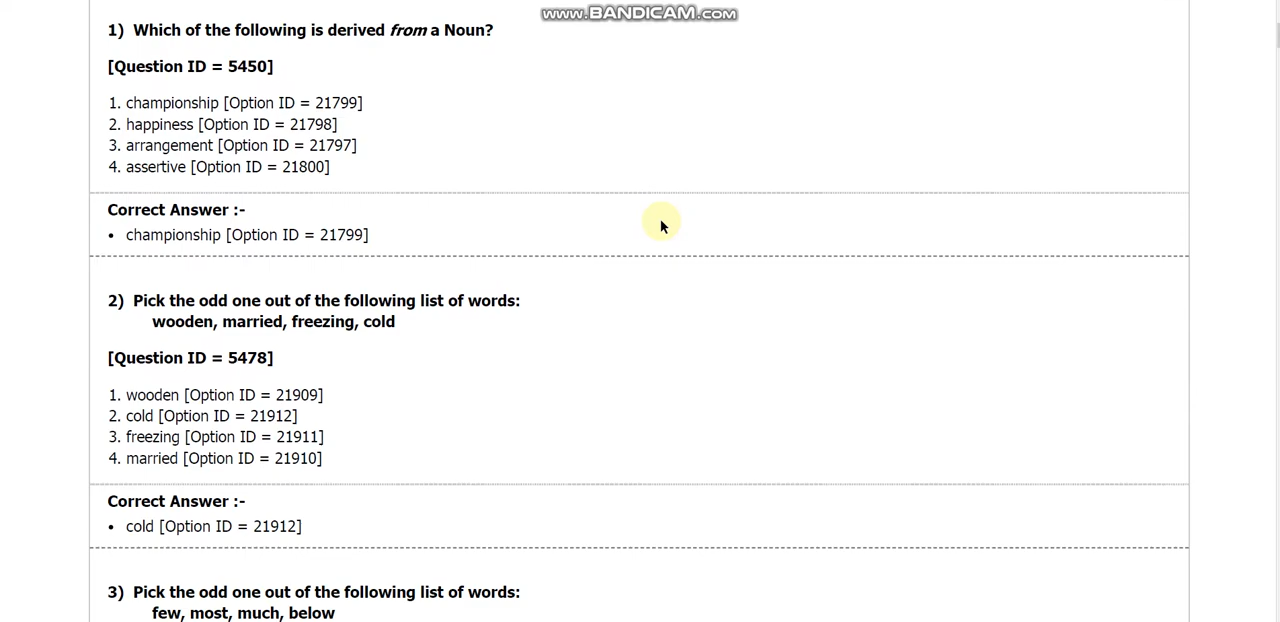 www.BANDICAM.com
1) Which of the following is derived from a Noun?
[Question ID = 5450]
1. championship [Option ID = 21799]
2. happiness [Option ID = 21798]
3. arrangement [Option ID = 21797]
4. assertive [Option ID = 21800]
Correct Answer :-
• championship [Option ID = 21799]
2) Pick the odd one out of the following list of words:
wooden, married, freezing, cold
[Question ID = 5478]
1. wooden [Option ID = 21909]
2. cold [Option ID = 21912]
3. freezing [Option ID = 21911]
4. married [Option ID = 21910]
Correct Answer :-
• cold [Option ID = 21912]
3) Pick the odd one out of the following list of words:
few, most, much, below